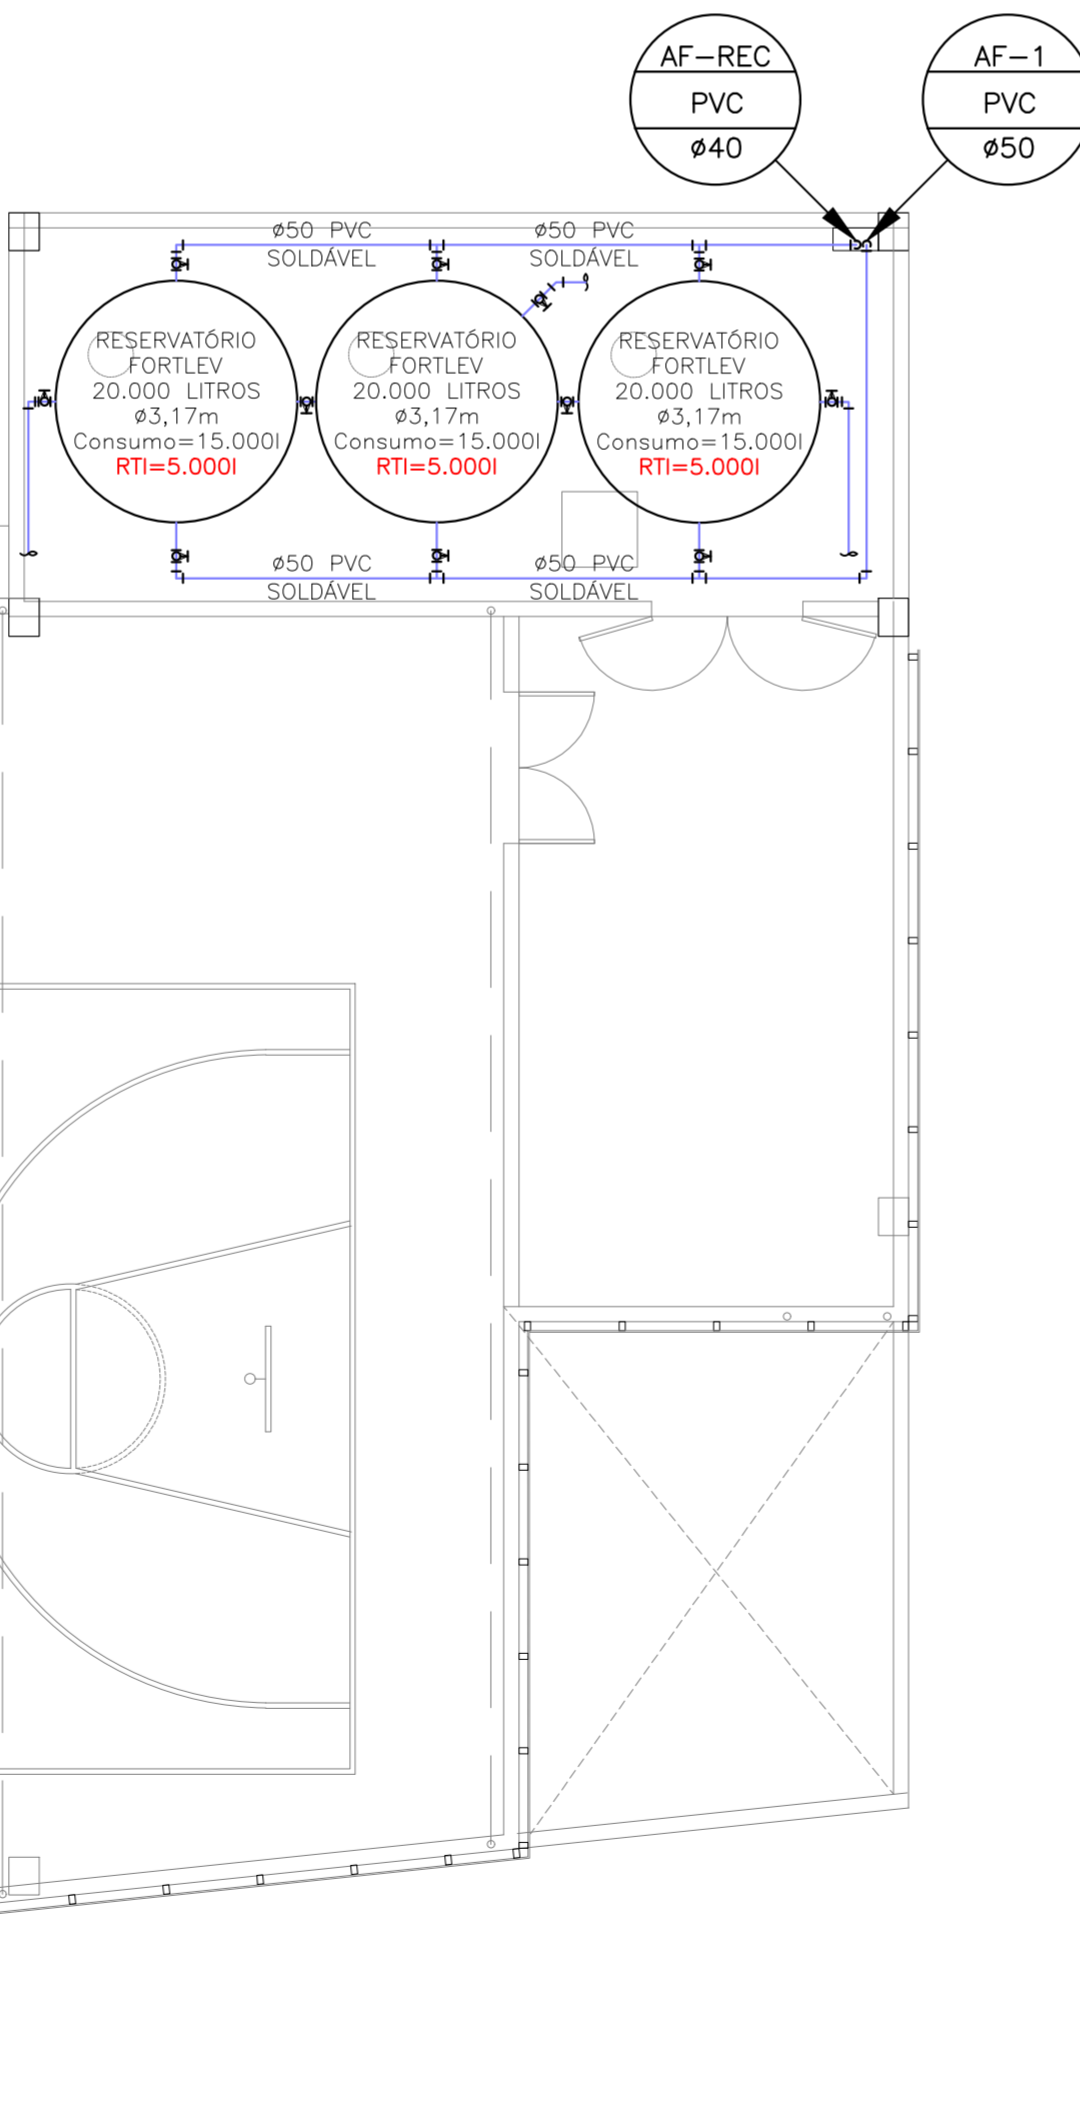 AF-REC
PVC
ø40
AF-1
PVC
ø50
ø50 PVC
SOLDÁVEL
ø50 PVC
SOLDÁVEL
RESERVATÓRIO
FORTLEV
20.000 LITROS
ø3,17m
Consumo=15.000l
RTI=5.000l
RESERVATÓRIO
FORTLEV
20.000 LITROS
ø3,17m
Consumo=15.000l
RTI=5.000l
RESERVATÓRIO
FORTLEV
20.000 LITROS
ø3,17m
Consumo=15.000l
RTI=5.000l
ø50 PVC
SOLDÁVEL
ø50 PVC
SOLDÁVEL